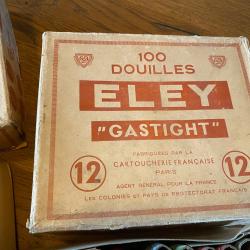 100
DOUILLES
ELEY
"GASTIGHT"
FABRIQUÉES PAR LA
CARTOUCHERIE FRANÇAISE
PARIS
12
12
AGENT GENERAL POUR LA FRANCE
LES COLONIES ET PAYS DE PROTECTORAT FRANÇAIS